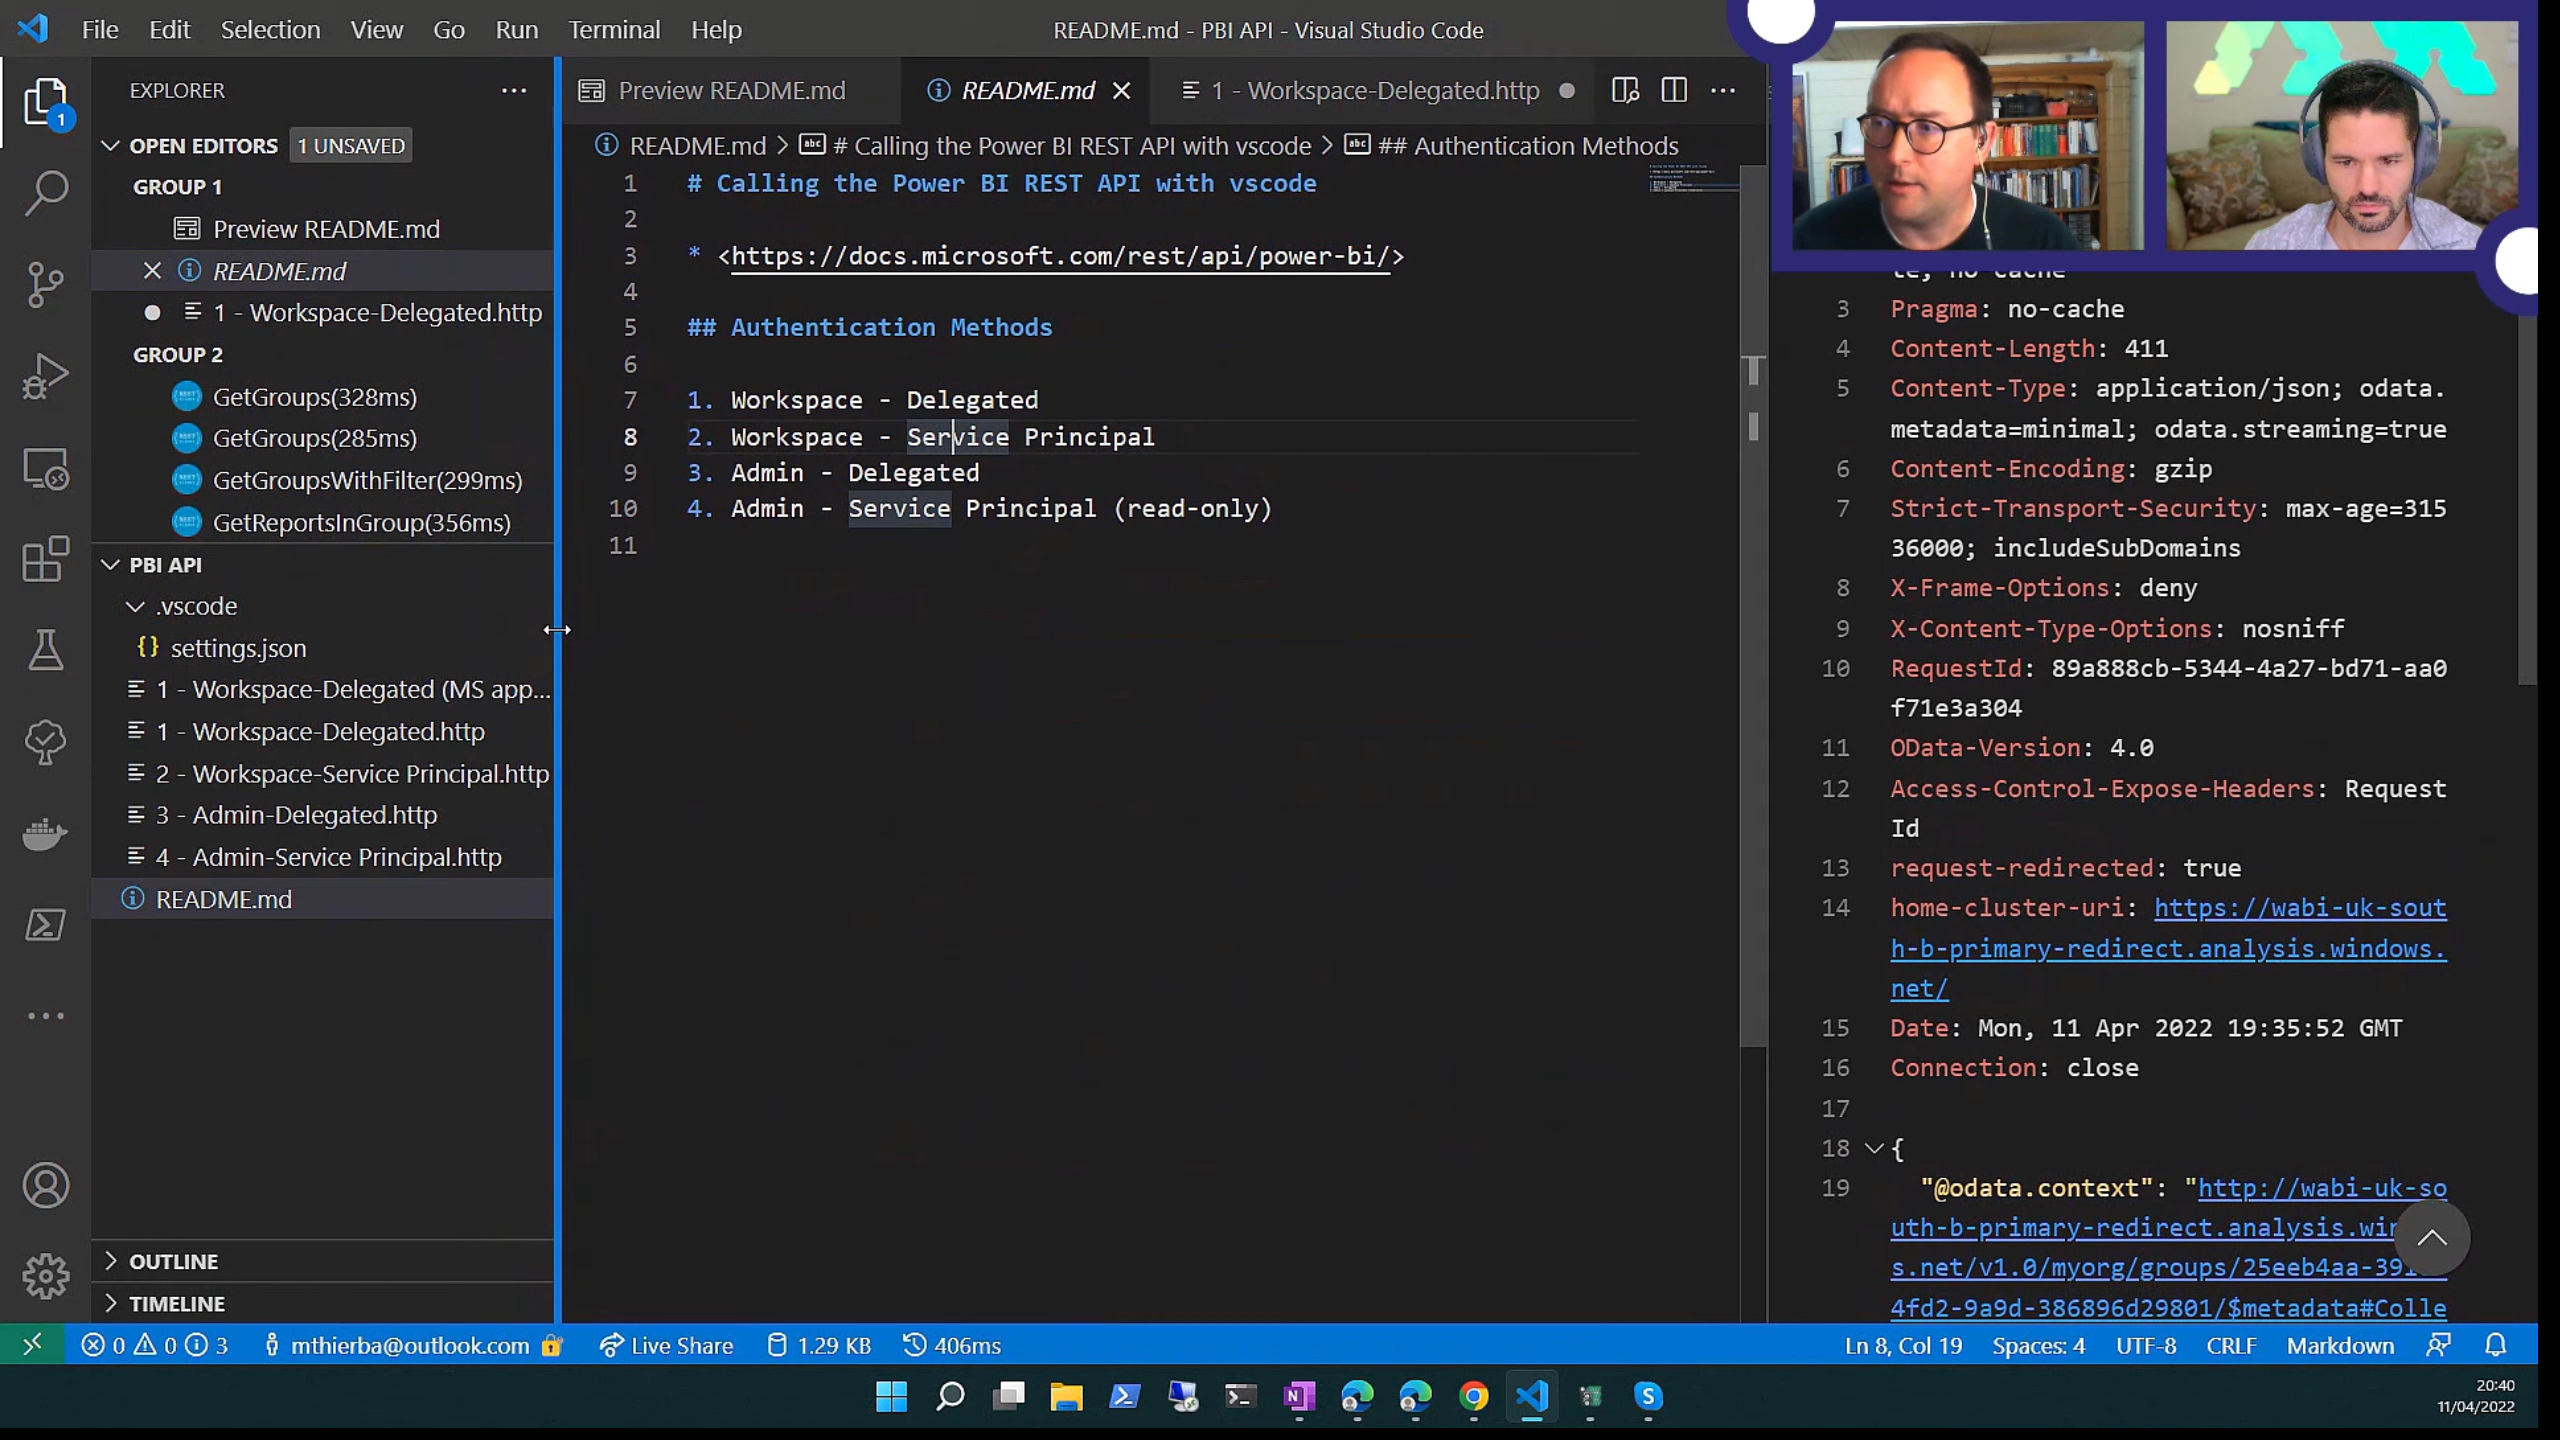 File Edit Selection View Go Run Terminal Help
README.md - PBI API - Visual Studio Code
EXPLORER
OPEN EDITORS 1 UNSAVED
GROUP 1
Preview README.md
README.md
1 - Workspace-Delegated.http
GROUP 2
GetGroups(328ms)
GetGroups(285ms)
GetGroupsWithFilter(299ms)
GetReportsInGroup(356ms)
PBI API
.vscode
{} settings.json
1 - Workspace-Delegated (MS app...
1 - Workspace-Delegated.http
2 - Workspace-Service Principal.http
3 - Admin-Delegated.http
4 - Admin-Service Principal.http
README.md
OUTLINE
TIMELINE
Preview README.md README.md 1 - Workspace-Delegated.http
README.md > # Calling the Power BI REST API with vscode > ## Authentication Methods
1 # Calling the Power BI REST API with vscode
2
3 * <https://docs.microsoft.com/rest/api/power-bi/>
4
5 ## Authentication Methods
6
7 1. Workspace - Delegated
8 2. Workspace - Service Principal
9 3. Admin - Delegated
10 4. Admin - Service Principal (read-only)
11
te, no-cache
3 Pragma: no-cache
4 Content-Length: 411
5 Content-Type: application/json; odata.
metadata=minimal; odata.streaming=true
6 Content-Encoding: gzip
7 Strict-Transport-Security: max-age=315
36000; includeSubDomains
8 X-Frame-Options: deny
9 X-Content-Type-Options: nosniff
10 RequestId: 89a888cb-5344-4a27-bd71-aa0
f71e3a304
11 OData-Version: 4.0
12 Access-Control-Expose-Headers: Request
Id
13 request-redirected: true
14 home-cluster-uri: https://wabi-uk-sout
h-b-primary-redirect.analysis.windows.
net/
15 Date: Mon, 11 Apr 2022 19:35:52 GMT
16 Connection: close
17
18 {
19 "@odata.context": "http://wabi-uk-so
uth-b-primary-redirect.analysis.win
s.net/v1.0/myorg/groups/25eeb4aa-39
4fd2-9a9d-386896d29801/$metadata#Colle
0 0 3 mthierba@outlook.com Live Share 1.29 KB 406ms
Ln 8, Col 19 Spaces: 4 UTF-8 CRLF Markdown
20:40
11/04/2022